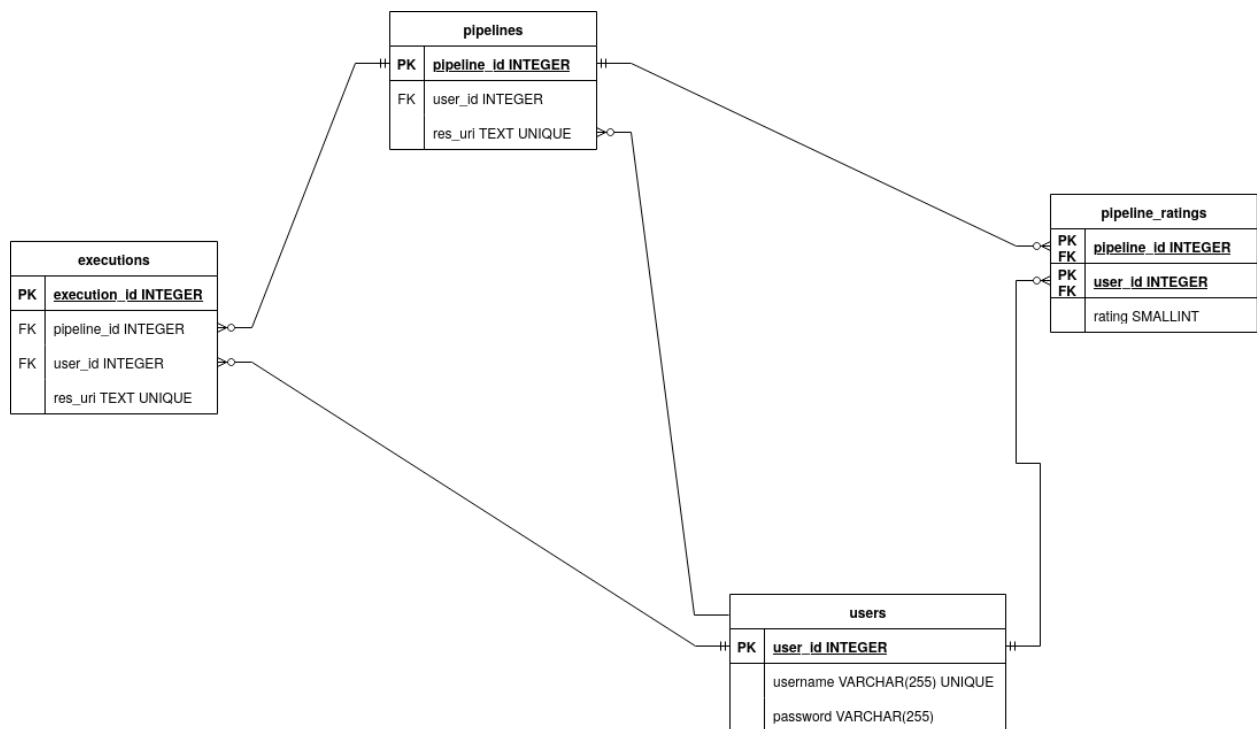 pipelines
PK pipeline_id INTEGER
FK user_id INTEGER
res_uri TEXT UNIQUE
pipeline_ratings
PK FK pipeline_id INTEGER
PK FK user_id INTEGER
rating SMALLINT
executions
PK execution_id INTEGER
FK pipeline_id INTEGER
FK user_id INTEGER
res_uri TEXT UNIQUE
users
PK user_id INTEGER
username VARCHAR(255) UNIQUE
password VARCHAR(255)